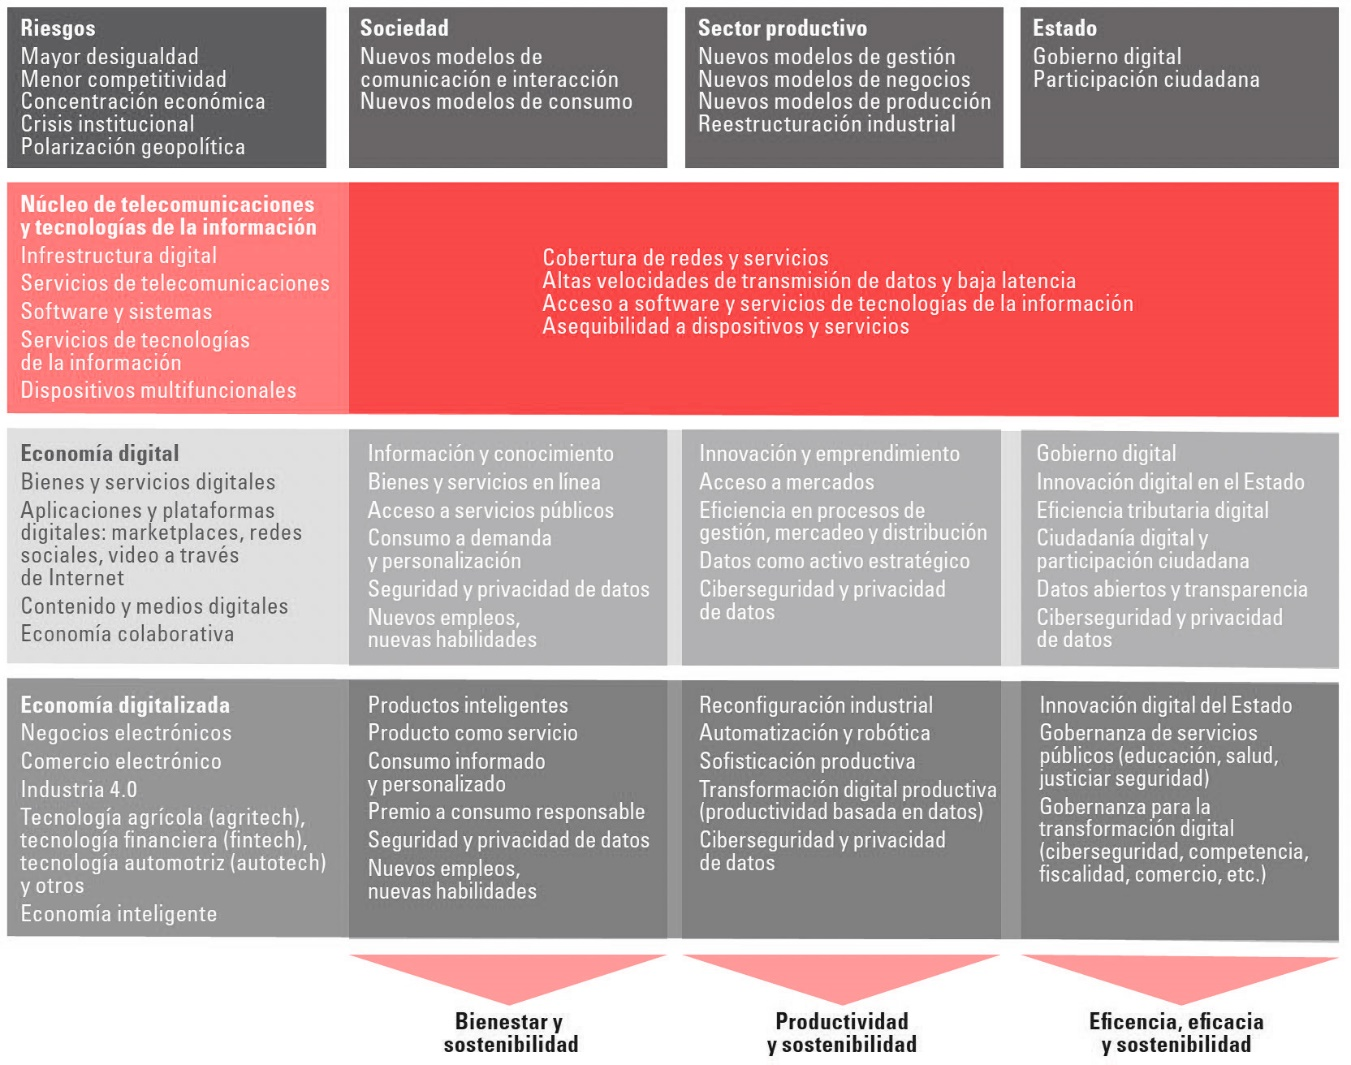 Riesgos
Mayor desigualdad
Menor competitividad
Concentración económica
Crisis institucional
Polarización geopolítica
Sociedad
Nuevos modelos de
comunicación e interacción
Nuevos modelos de consumo
Sector productivo
Nuevos modelos de gestión
Nuevos modelos de negocios
Nuevos modelos de producción
Reestructuración industrial
Estado
Gobierno digital
Participación ciudadana
Núcleo de telecomunicaciones
y tecnologías de la información
Infrestructura digital
Servicios de telecomunicaciones
Software y sistemas
Servicios de tecnologías
de la información
Dispositivos multifuncionales
Cobertura de redes y servicios
Altas velocidades de transmisión de datos y baja latencia
Acceso a software y servicios de tecnologías de la información
Asequibilidad a dispositivos y servicios
Economía digital
Bienes y servicios digitales
Aplicaciones y plataformas
digitales: marketplaces, redes
sociales, video a través
de Internet
Contenido y medios digitales
Economía colaborativa
Información y conocimiento
Bienes y servicios en línea
Acceso a servicios públicos
Consumo a demanda
y personalización
Seguridad y privacidad de datos
Nuevos empleos,
nuevas habilidades
Innovación y emprendimiento
Acceso a mercados
Eficiencia en procesos de
gestión, mercadeo y distribución
Datos como activo estratégico
Ciberseguridad y privacidad
de datos
Gobierno digital
Innovación digital en el Estado
Eficiencia tributaria digital
Ciudadanía digital y
participación ciudadana
Datos abiertos y transparencia
Ciberseguridad y privacidad
de datos
Economía digitalizada
Negocios electrónicos
Comercio electrónico
Industria 4.0
Tecnología agrícola (agritech),
tecnología financiera (fintech),
tecnología automotriz (autotech)
y otros
Economía inteligente
Productos inteligentes
Producto como servicio
Consumo informado
y personalizado
Premio a consumo responsable
Seguridad y privacidad de datos
Nuevos empleos,
nuevas habilidades
Reconfiguración industrial
Automatización y robótica
Sofisticación productiva
Transformación digital productiva
(productividad basada en datos)
Ciberseguridad y privacidad
de datos
Innovación digital del Estado
Gobernanza de servicios
públicos (educación, salud,
justiciar seguridad)
Gobernanza para la
transformación digital
(ciberseguridad, competencia,
fiscalidad, comercio, etc.)
Bienestar y
sostenibilidad
Productividad
y sostenibilidad
Eficencia, eficacia
y sostenibilidad